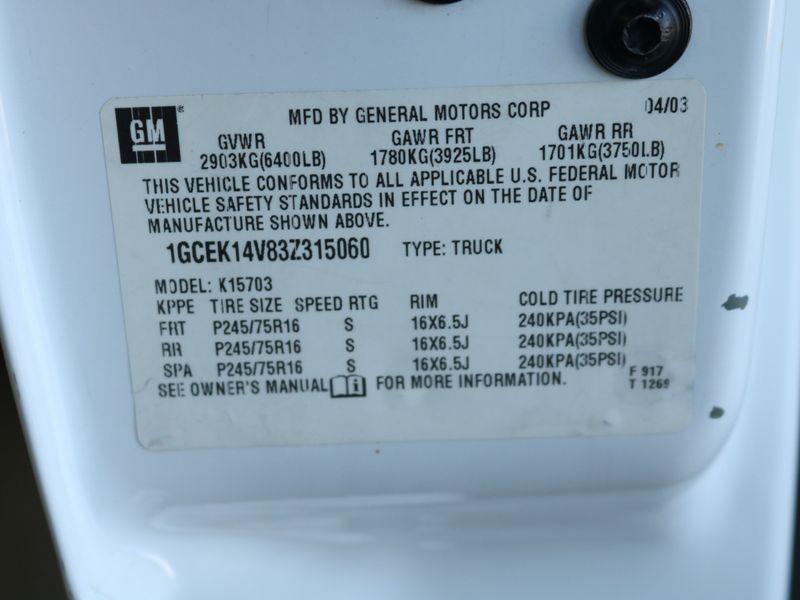 GM
MFD BY GENERAL MOTORS CORP 04/03
GVWR GAWR FRT GAWR RR
2903KG(6400LB) 1780KG(3925LB) 1701KG(3750LB)
THIS VEHICLE CONFORMS TO ALL APPLICABLE U.S. FEDERAL MOTOR
VEHICLE SAFETY STANDARDS IN EFFECT ON THE DATE OF
MANUFACTURE SHOWN ABOVE.
1GCEK14V83Z315060 TYPE: TRUCK
MODEL: K15703
KPPE TIRE SIZE SPEED RTG RIM COLD TIRE PRESSURE
FRT P245/75R16 S 16X6.5J 240KPA(35PSI)
RR P245/75R16 S 16X6.5J 240KPA(35PSI)
SPA P245/75R16 S 16X6.5J 240KPA(35PSI)
SEE OWNER'S MANUAL FOR MORE INFORMATION.
F 917
T 1269